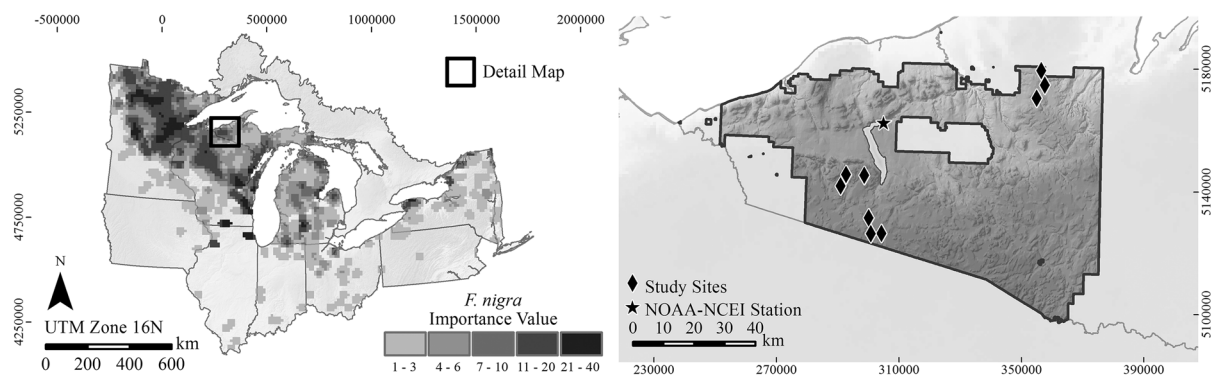 -500000 0 500000 1000000 1500000 2000000
5250000
4750000
4250000
Detail Map
N
UTM Zone 16N
km
0 200 400 600
F. nigra
Importance Value
1 - 3 4 - 6 7 - 10 11 - 20 21 - 40
5180000
5140000
5100000
Study Sites
NOAA-NCEI Station
0 10 20 30 40
km
230000 270000 310000 350000 390000